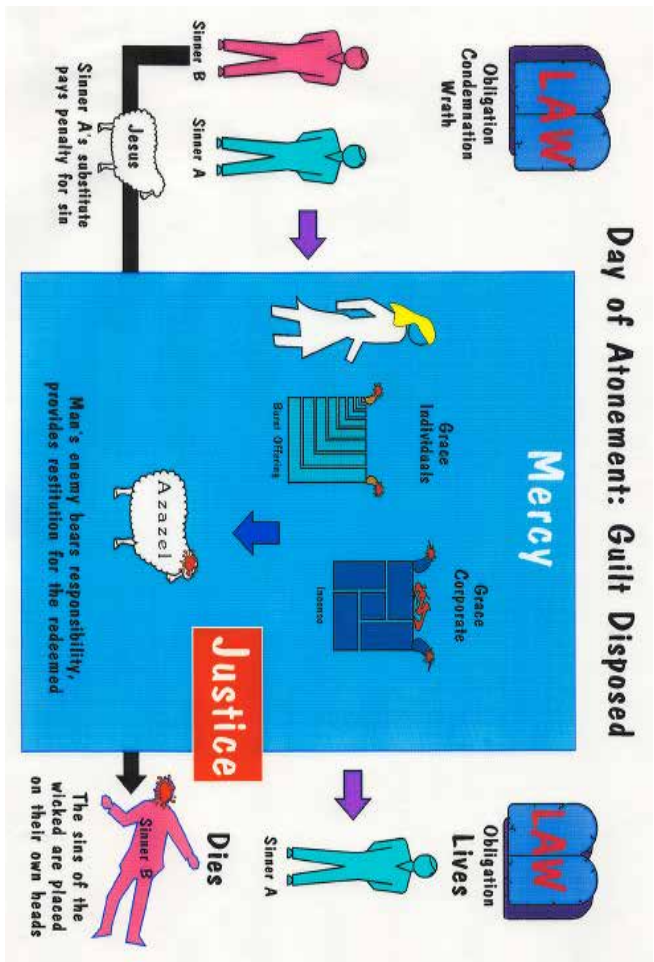 Day of Atonement: Guilt Disposed
LAW
Obligation
Condemnation
Wrath
Sinner B
Sinner A
Jesus
Sinner A's substitute
pays penalty for sin
Mercy
Grace
Individuals
Burnt Offering
Grace
Corporate
Incense
Azazel
Man's enemy bears responsibility,
provides restitution for the redeemed
Justice
LAW
Obligation
Lives
Sinner A
Dies
Sinner B
The sins of the
wicked are placed
on their own heads